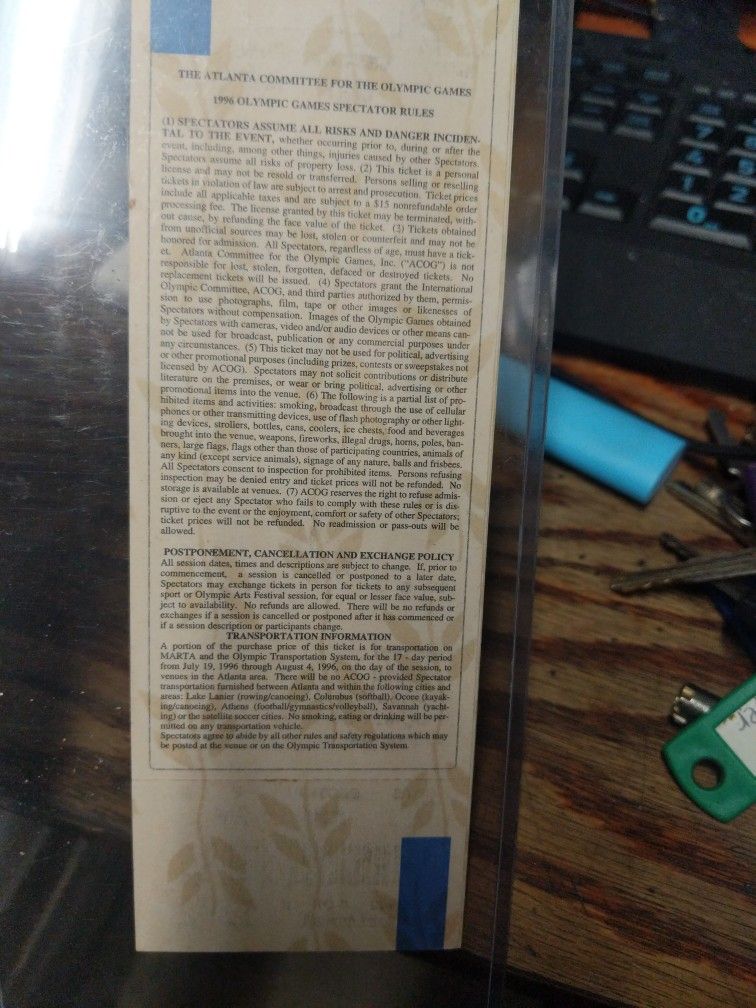 THE ATLANTA COMMITTEE FOR THE OLYMPIC GAMES
1996 OLYMPIC GAMES SPECTATOR RULES
(1) SPECTATORS ASSUME ALL RISKS AND DANGER INCIDEN-
TAL TO THE EVENT, whether occurring prior to, during or after the
event, including, among other things, injuries caused by other Spectators.
Spectators assume all risks of property loss. (2) This ticket is a personal
license and may not be resold or transferred. Persons selling or reselling
tickets in violation of law are subject to arrest and prosecution. Ticket prices
include all applicable taxes and are subject to a $15 nonrefundable order
processing fee. The license granted by this ticket may be terminated, with-
out cause, by refunding the face value of the ticket. (3) Tickets obtained
from unofficial sources may be lost, stolen or counterfeit and may not be
honored for admission. All Spectators, regardless of age, must have a tick-
et. Atlanta Committee for the Olympic Games, Inc. ("ACOG") is not
responsible for lost, stolen, forgotten, defaced or destroyed tickets. No
replacement tickets will be issued. (4) Spectators grant the International
Olympic Committee, ACOG, and third parties authorized by them, permis-
sion to use photographs, film, tape or other images or likenesses of
Spectators without compensation. Images of the Olympic Games obtained
by Spectators with cameras, video and/or audio devices or other means can-
not be used for broadcast, publication or any commercial purposes under
any circumstances. (5) This ticket may not be used for political, advertising
or other promotional purposes (including prizes, contests or sweepstakes not
licensed by ACOG). Spectators may not solicit contributions or distribute
literature on the premises, or wear or bring political, advertising or other
promotional items into the venue. (6) The following is a partial list of pro-
hibited items and activities: smoking, broadcast through the use of cellular
phones or other transmitting devices, use of flash photography or other light-
ing devices, strollers, bottles, cans, coolers, ice chests, food and beverages
brought into the venue, weapons, fireworks, illegal drugs, horns, poles, ban-
ners, large flags, flags other than those of participating countries, animals of
any kind (except service animals), signage of any nature, balls and frisbees.
All Spectators consent to inspection for prohibited items. Persons refusing
inspection may be denied entry and ticket prices will not be refunded. No
storage is available at venues. (7) ACOG reserves the right to refuse admis-
sion or eject any Spectator who fails to comply with these rules or is dis-
ruptive to the event or the enjoyment, comfort or safety of other Spectators;
ticket prices will not be refunded. No readmission or pass-outs will be
allowed.
POSTPONEMENT, CANCELLATION AND EXCHANGE POLICY
All session dates, times and descriptions are subject to change. If, prior to
commencement, a session is cancelled or postponed to a later date,
Spectators may exchange tickets in person for tickets to any subsequent
sport or Olympic Arts Festival session, for equal or lesser face value, sub-
ject to availability. No refunds are allowed. There will be no refunds or
exchanges if a session is cancelled or postponed after it has commenced or
if a session description or participants change.
TRANSPORTATION INFORMATION
A portion of the purchase price of this ticket is for transportation on
MARTA and the Olympic Transportation System, for the 17 - day period
from July 19, 1996 through August 4, 1996, on the day of the session, to
venues in the Atlanta area. There will be no ACOG - provided Spectator
transportation furnished between Atlanta and within the following cities and
areas: Lake Lanier (rowing/canoeing), Columbus (softball), Ocoee (kayak-
ing/canoeing), Athens (football/gymnastics/volleyball), Savannah (yacht-
ing) or the satellite soccer cities. No smoking, eating or drinking will be per-
mitted on any transportation vehicle.
Spectators agree to abide by all other rules and safety regulations which may
be posted at the venue or on the Olympic Transportation System.
7
4
1 2
0